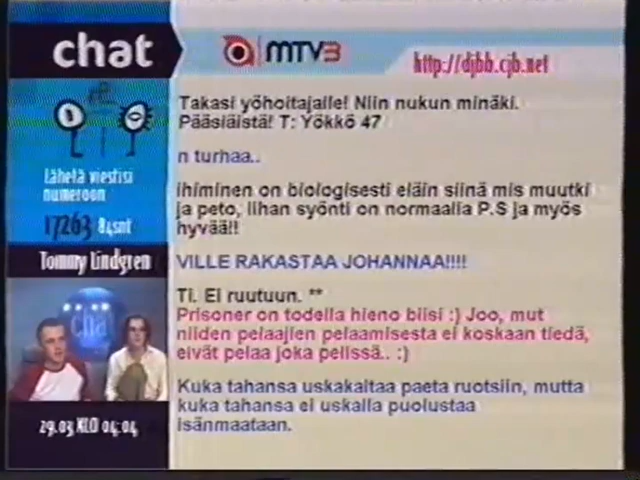 chat
MTV3
http://djbb.cjb.net
Takasi yöhoitajalle! Niin nukun minäki.
Pääsiäistä! T: Yökkö 47
n turhaa..
ihiminen on biologisesti eläin siinä mis muutki
ja peto, lihan syönti on normaalia P.S ja myös
hyvää!!
VILLE RAKASTAA JOHANNAA!!!!
Ti. Ei ruutuun. **
Prisoner on todella hieno biisi :) Joo, mut
niiden pelaajien pelaamisesta ei koskaan tiedä,
eivät pelaa joka pelissä.. :)
Kuka tahansa uskakaltaa paeta ruotsiin, mutta
kuka tahansa ei uskalla puolustaa
isänmaataan.
Lähetä viestisi
numeroon
17263 84snt
Tommy Lindgren
chat
29.03 KLO 04:04